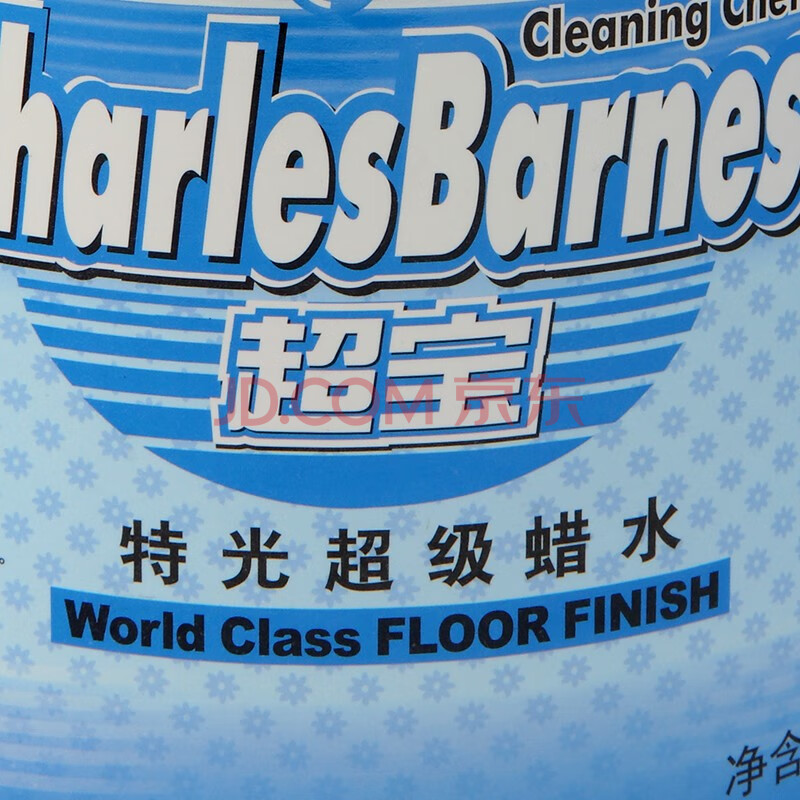 Cleaning Che
harlesBarnes
超宝
JD.COM 京东
特光超级蜡水
World Class FLOOR FINISH
净含